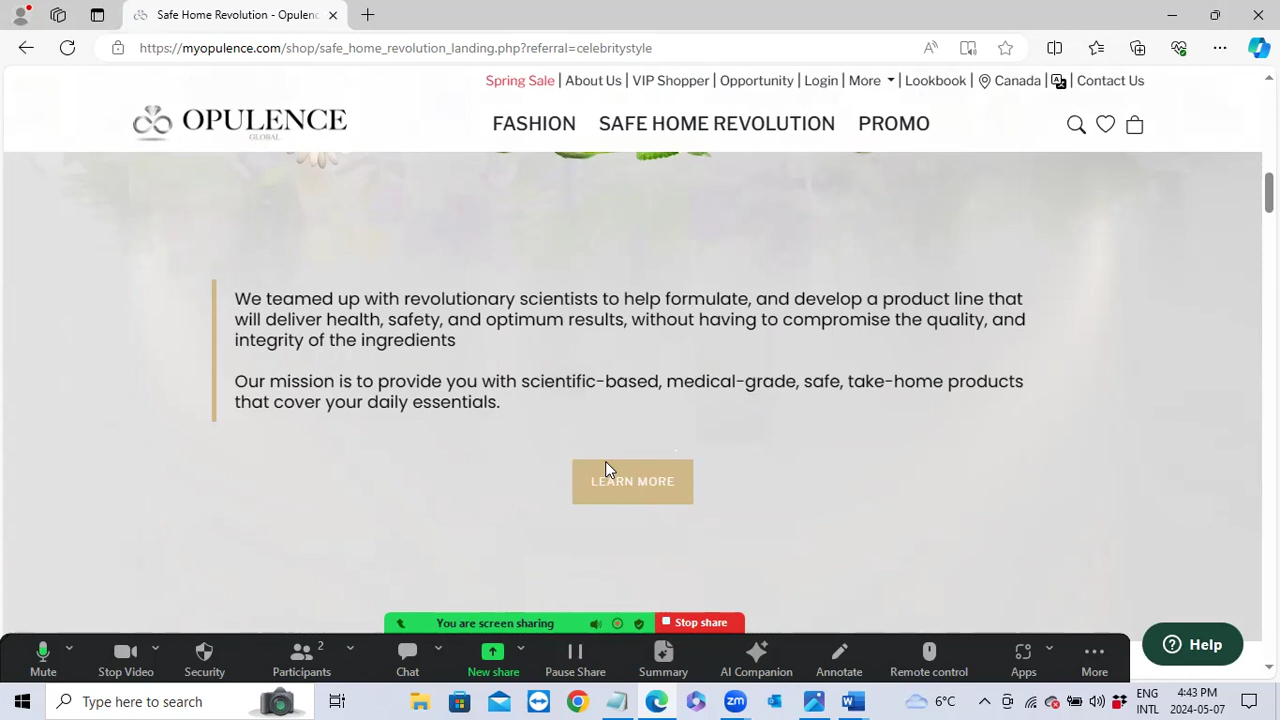 Safe Home Revolution - Opulenc
https://myopulence.com/shop/safe_home_revolution_landing.php?referral=celebritystyle
Spring Sale | About Us | VIP Shopper | Opportunity | Login | More | Lookbook | Canada | Contact Us
OPULENCE
GLOBAL
FASHION SAFE HOME REVOLUTION PROMO
We teamed up with revolutionary scientists to help formulate, and develop a product line that
will deliver health, safety, and optimum results, without having to compromise the quality, and
integrity of the ingredients
Our mission is to provide you with scientific-based, medical-grade, safe, take-home products
that cover your daily essentials.
LEARN MORE
You are screen sharing Stop share
2
Mute Stop Video Security Participants Chat New share Pause Share Summary AI Companion Annotate Remote control Apps More
Help
Type here to search
6°C
ENG
INTL
4:43 PM
2024-05-07